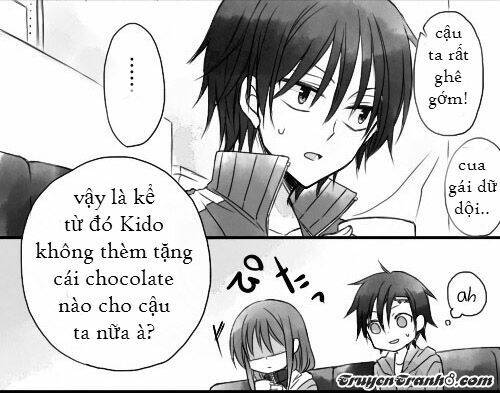 cậu
ta rất
ghê
gớm!
cua
gái dữ
dội..
vậy là kể
từ đó Kido
không thèm tặng
cái chocolate
nào cho cậu
ta nữa à?
ah
TruyenTranh8.com